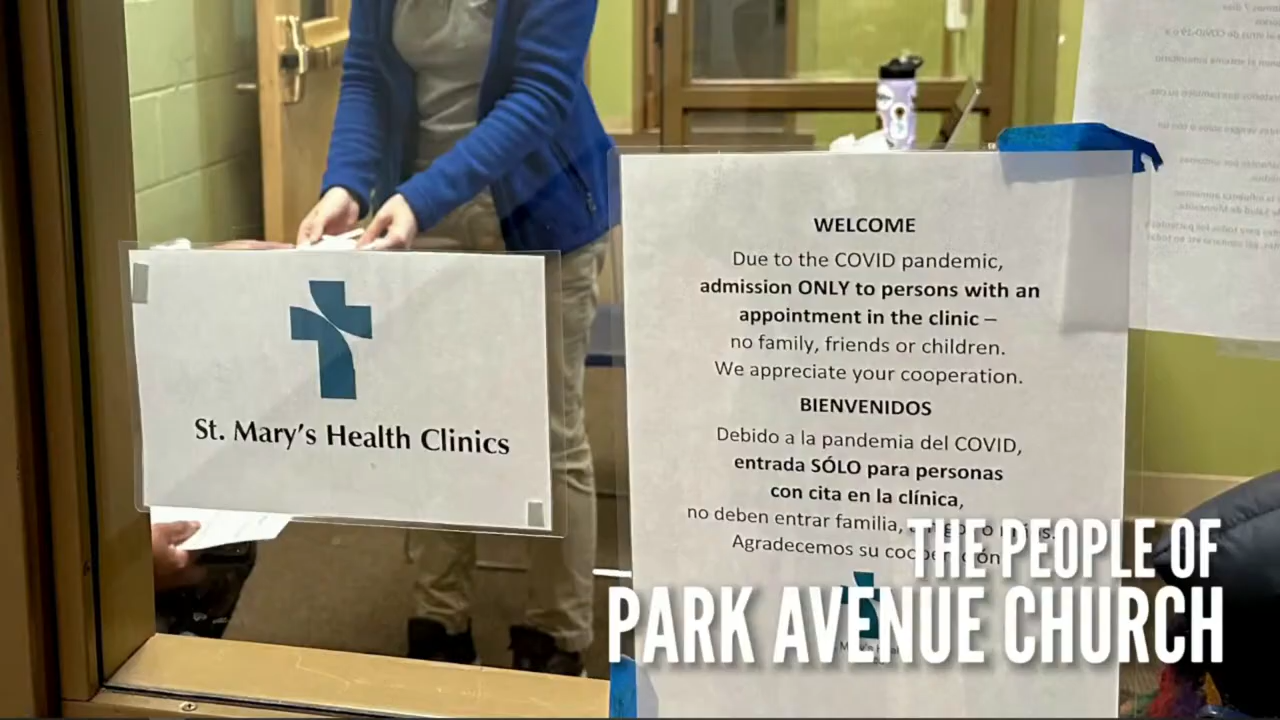 St. Mary's Health Clinics
WELCOME
Due to the COVID pandemic,
admission ONLY to persons with an
appointment in the clinic –
no family, friends or children.
We appreciate your cooperation.
BIENVENIDOS
Debido a la pandemia del COVID,
entrada SÓLO para personas
con cita en la clínica,
no deben entrar familia,
Agradecemos su cooperación
THE PEOPLE OF
PARK AVENUE CHURCH